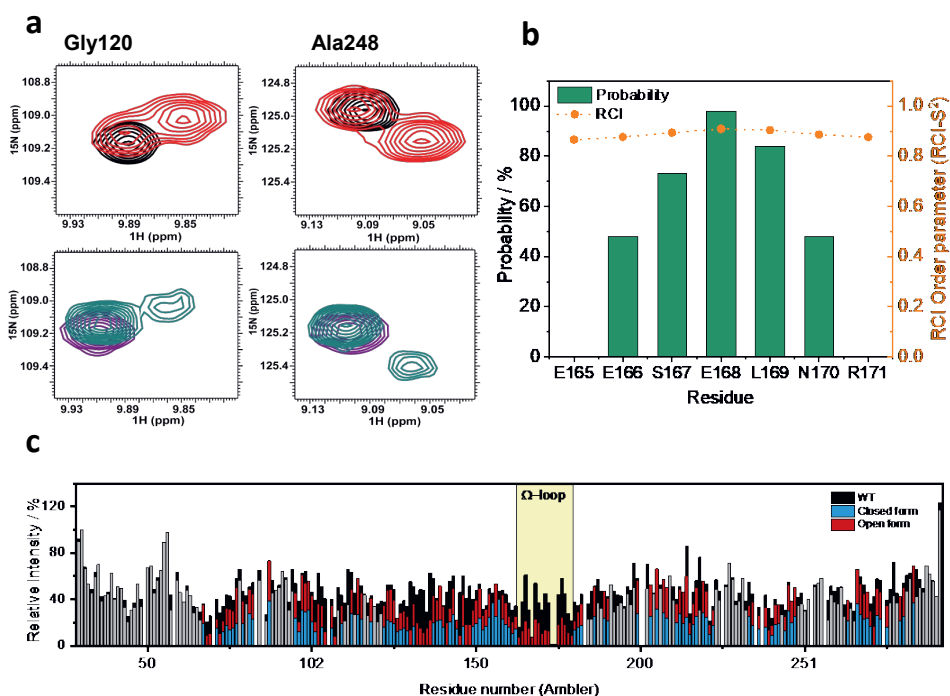 a
Gly120
Ala248
108.8
109.0
109.2
109.4
15N (ppm)
9.93
9.89
9.85
1H (ppm)
124.8
125.0
125.2
125.4
15N (ppm)
9.13
9.09
9.05
1H (ppm)
108.8
109.0
109.2
109.4
15N (ppm)
9.93
9.89
9.85
1H (ppm)
124.8
125.0
125.2
125.4
15N (ppm)
9.13
9.09
9.05
1H (ppm)
b
Probability
RCI
100
80
60
40
20
0
Probability / %
1.0
0.8
0.6
0.4
0.2
0.0
RCI Order parameter (RCI-S²)
E165 E166 S167 E168 L169 N170 R171
Residue
c
Ω-loop
WT
Closed form
Open form
120
80
40
0
Relative Intensity / %
50 102 150 200 251
Residue number (Ambler)